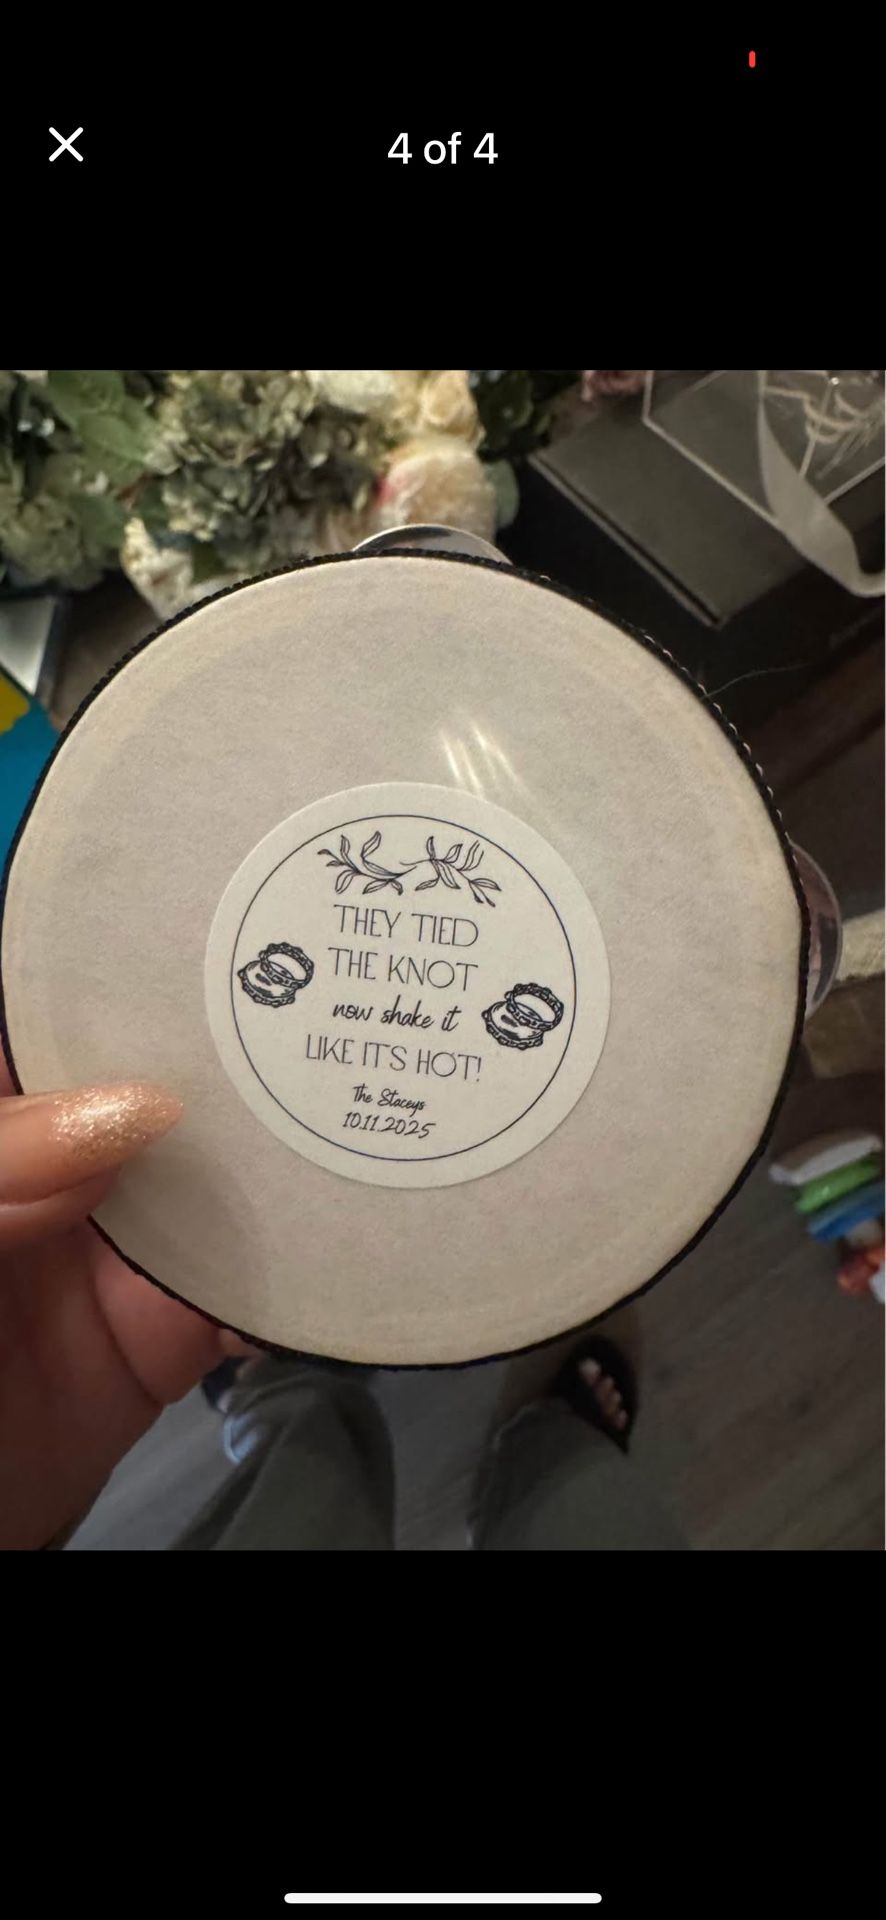 4 of 4
THEY TIED
THE KNOT
now shake it
LIKE IT'S HOT!
The Staceys
10.11.2025